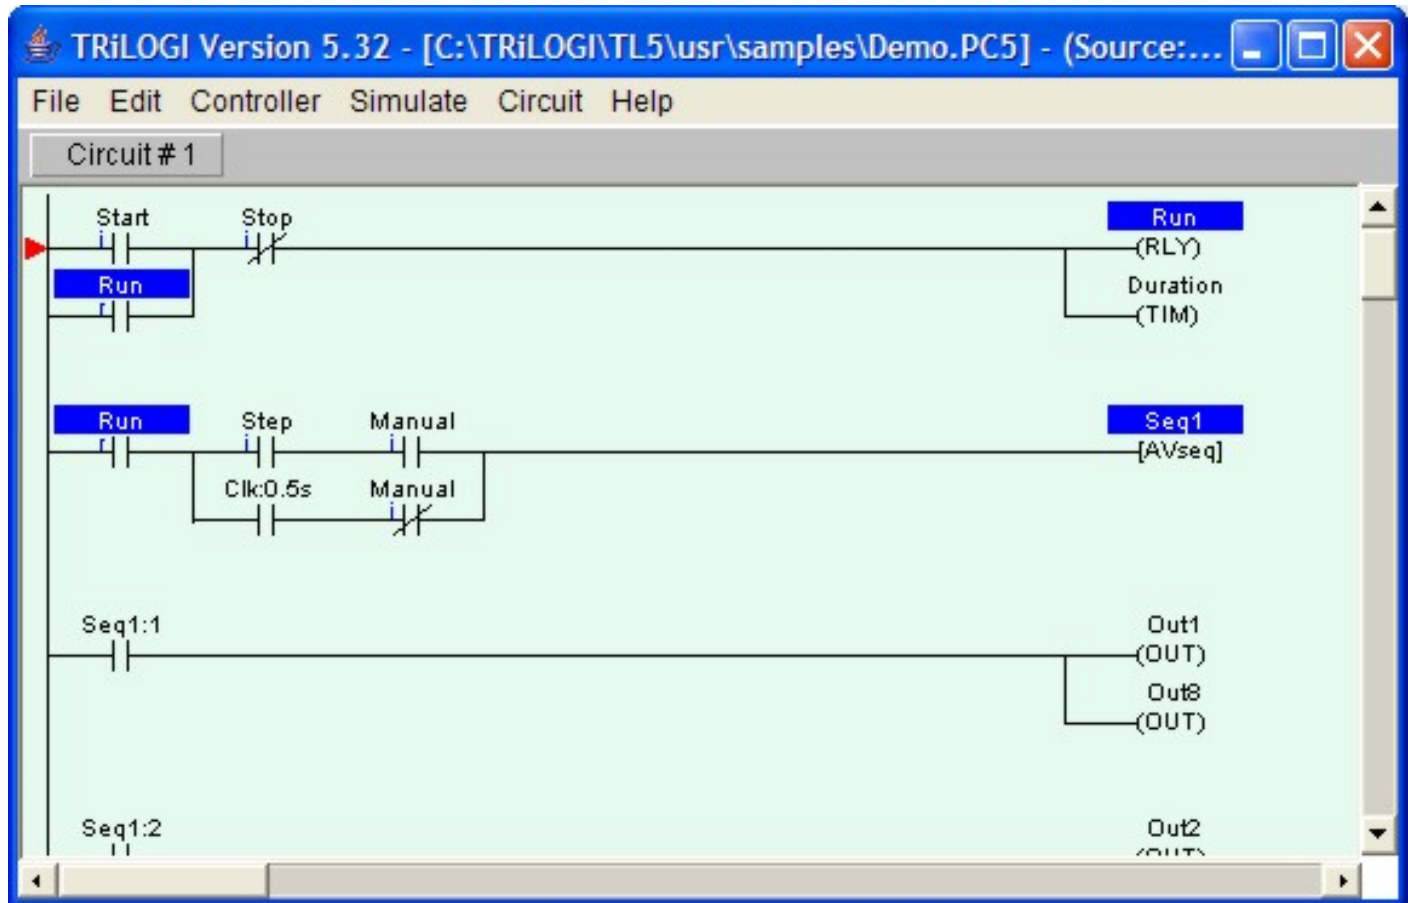 TRiLOGI Version 5.32 - [C:\TRiLOGI\TL5\usr\samples\Demo.PC5] - (Source:...
File Edit Controller Simulate Circuit Help
Circuit # 1
Start Stop Run
i i (RLY)
Run Duration
r (TIM)
Run Step Manual Seq1
r i i [AVseq]
Clk:0.5s Manual
i
Seq1:1 Out1
(OUT)
Out8
(OUT)
Seq1:2 Out2
(OUT)